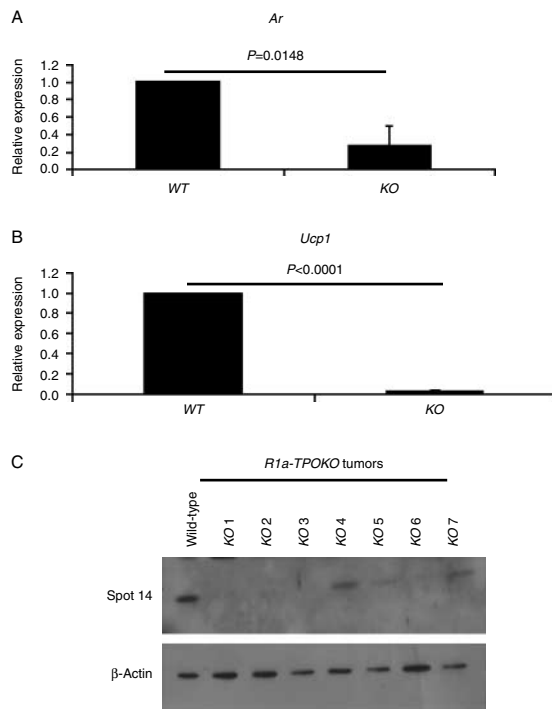 A
Ar
P=0.0148
Relative expression
1.2
1.0
0.8
0.6
0.4
0.2
0.0
WT KO
B
Ucp1
P<0.0001
Relative expression
1.2
1.0
0.8
0.6
0.4
0.2
0.0
WT KO
C
R1a-TPOKO tumors
Wild-type KO 1 KO 2 KO 3 KO 4 KO 5 KO 6 KO 7
Spot 14
β-Actin